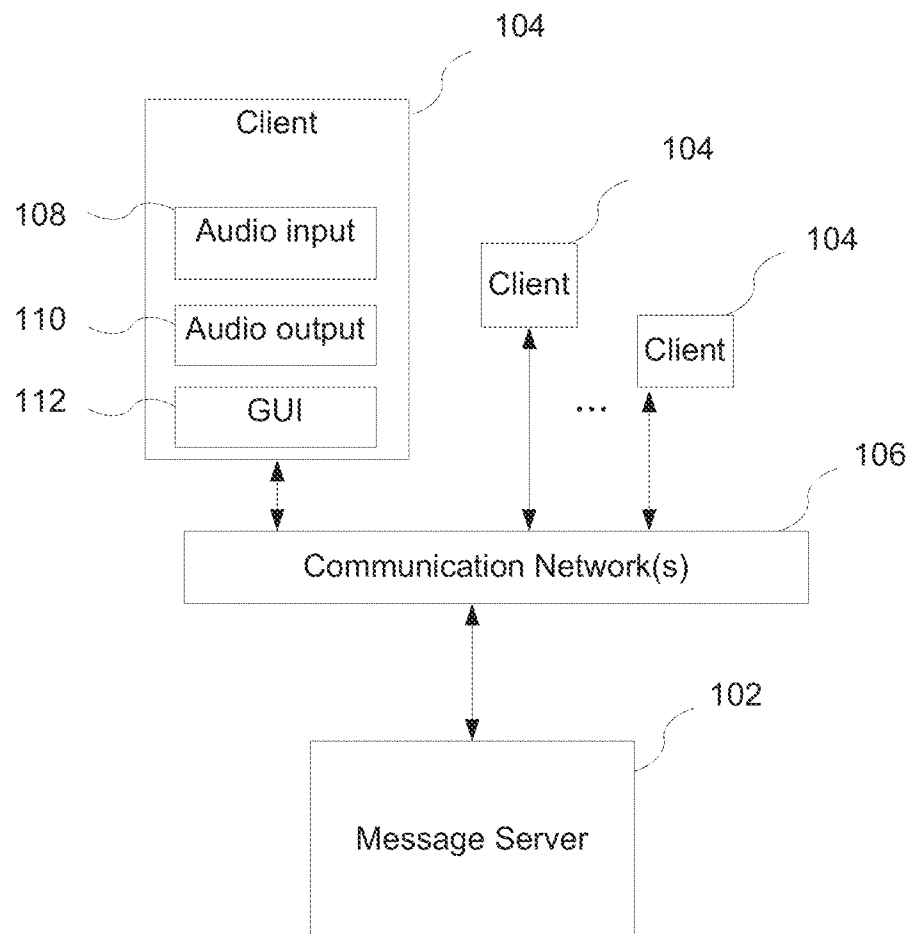 104
Client
104
108
Audio input
104
Client
110
Audio output
Client
112
GUI
...
106
Communication Network(s)
102
Message Server